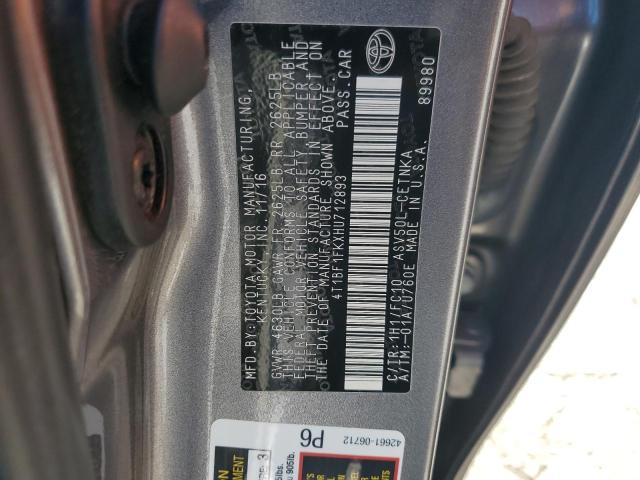 MFD.BY:TOYOTA MOTOR MANUFACTURING,
KENTUCKY, INC. 11/16
GVWR 4630LB GAWR FR 2625LB RR 2625LB
THIS VEHICLE CONFORMS TO ALL APPLICABLE
FEDERAL MOTOR VEHICLE SAFETY, BUMPER, AND
THEFT PREVENTION STANDARDS IN EFFECT ON
THE DATE OF MANUFACTURE SHOWN ABOVE.
4T1BF1FKXHU712893 PASS.CAR
C/TR:1H1/FC10 ASV50L-CETNKA
A/TM:-01A/U760E MADE IN U.S.A.
89980
TOYOTA
P6
42661-06712